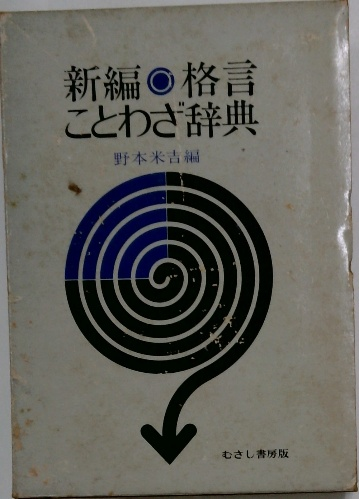 新編◉格言
ことわざ辞典
野本米吉編
むさし書房版